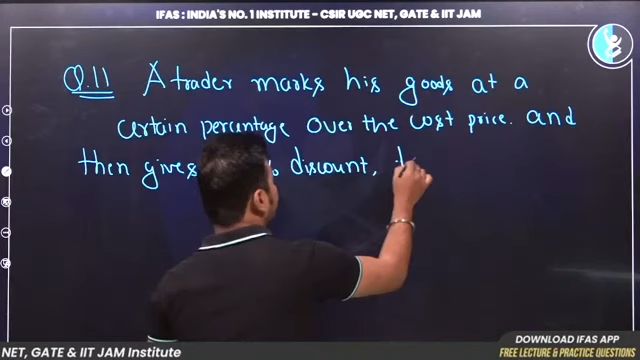 IFAS : INDIA'S NO. 1 INSTITUTE – CSIR UGC NET, GATE & IIT JAM
Q.11 A trader marks his goods at a
certain percentage over the cost price. and
then gives % discount,
NET, GATE & IIT JAM Institute
DOWNLOAD IFAS APP
FREE LECTURE & PRACTICE QUESTIONS